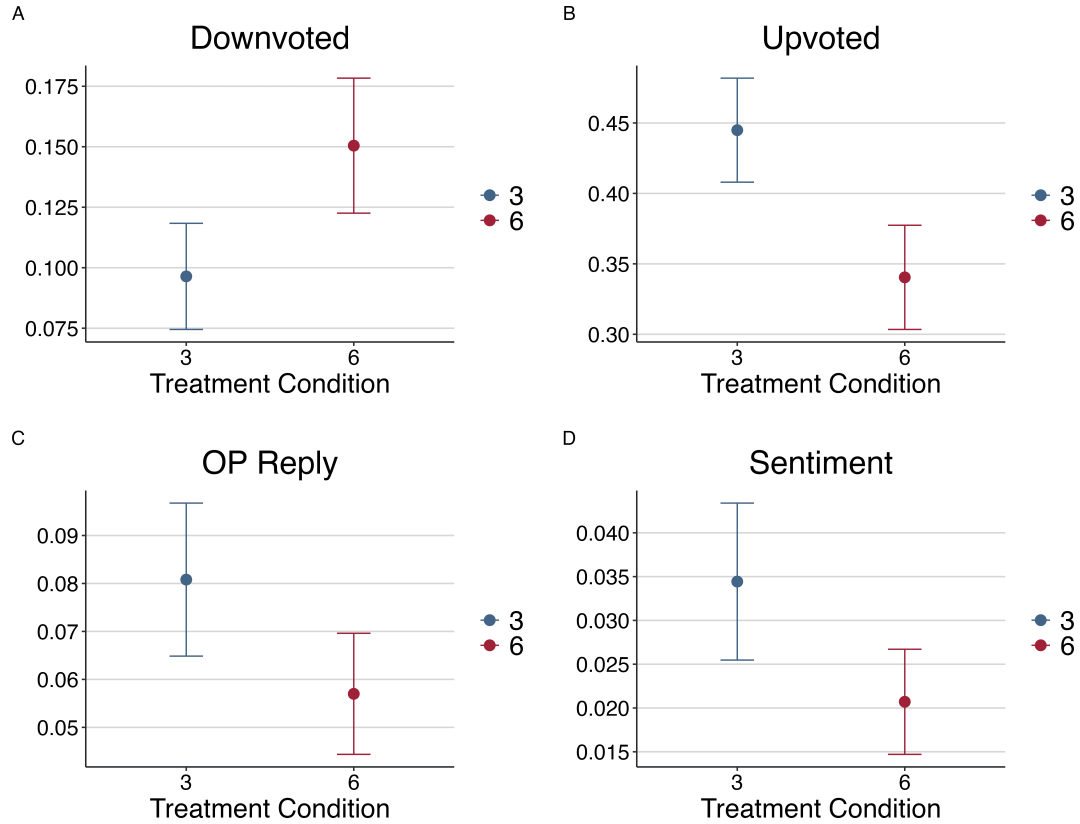 A
Downvoted
0.175
0.150
0.125
0.100
0.075
3 6
Treatment Condition
3
6
B
Upvoted
0.45
0.40
0.35
0.30
3 6
Treatment Condition
3
6
C
OP Reply
0.09
0.08
0.07
0.06
0.05
3 6
Treatment Condition
3
6
D
Sentiment
0.040
0.035
0.030
0.025
0.020
0.015
3 6
Treatment Condition
3
6